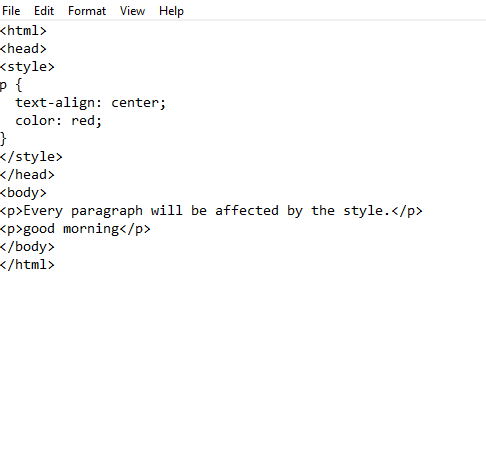 File Edit Format View Help
<html>
<head>
<style>
p {
  text-align: center;
  color: red;
}
</style>
</head>
<body>
<p>Every paragraph will be affected by the style.</p>
<p>good morning</p>
</body>
</html>